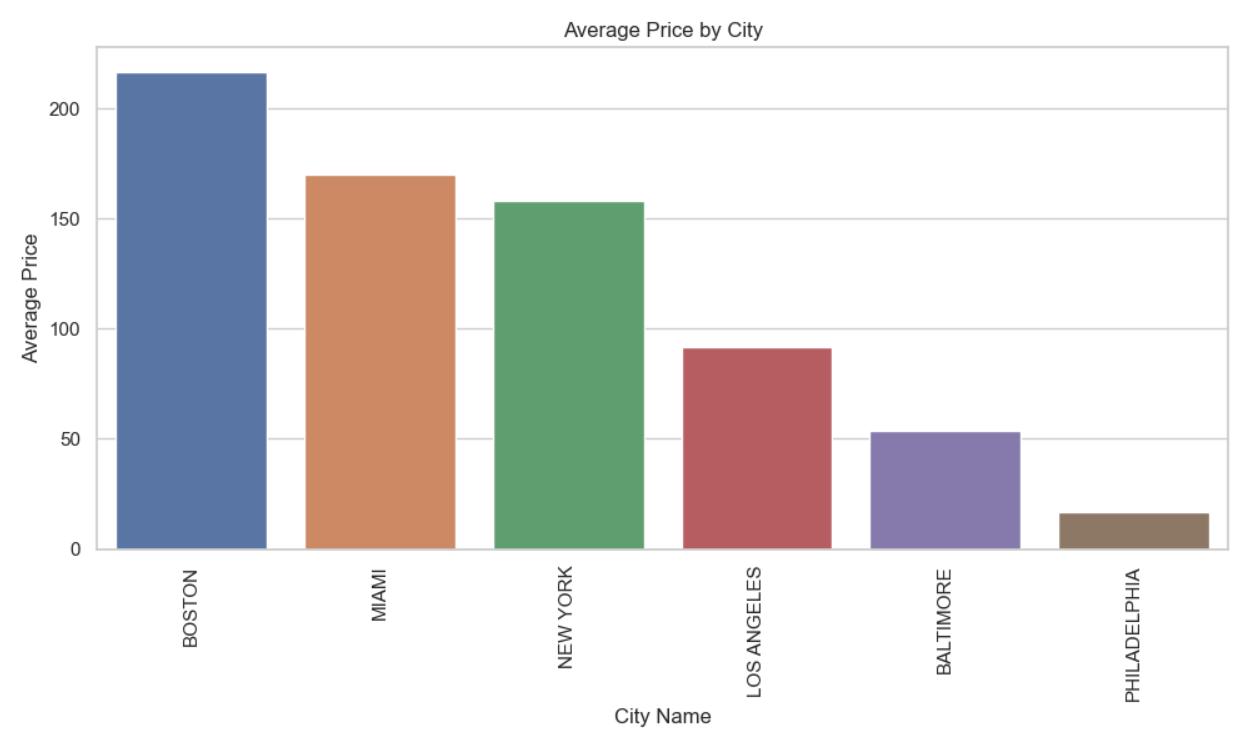 Average Price by City
Average Price
200
150
100
50
0
BOSTON
MIAMI
NEW YORK
LOS ANGELES
BALTIMORE
PHILADELPHIA
City Name